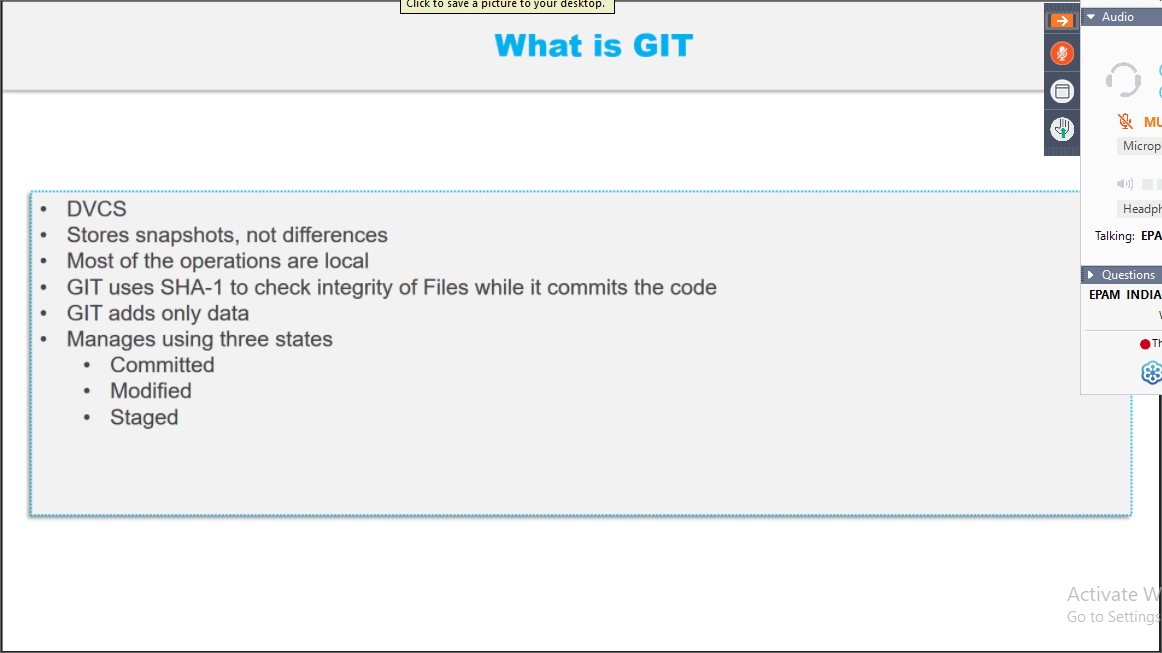 Click to save a picture to your desktop.
What is GIT
• DVCS
• Stores snapshots, not differences
• Most of the operations are local
• GIT uses SHA-1 to check integrity of Files while it commits the code
• GIT adds only data
• Manages using three states
• Committed
• Modified
• Staged
Audio
MU
Microp
Headph
Talking: EPA
Questions
EPAM INDIA
Th
Activate W
Go to Settings